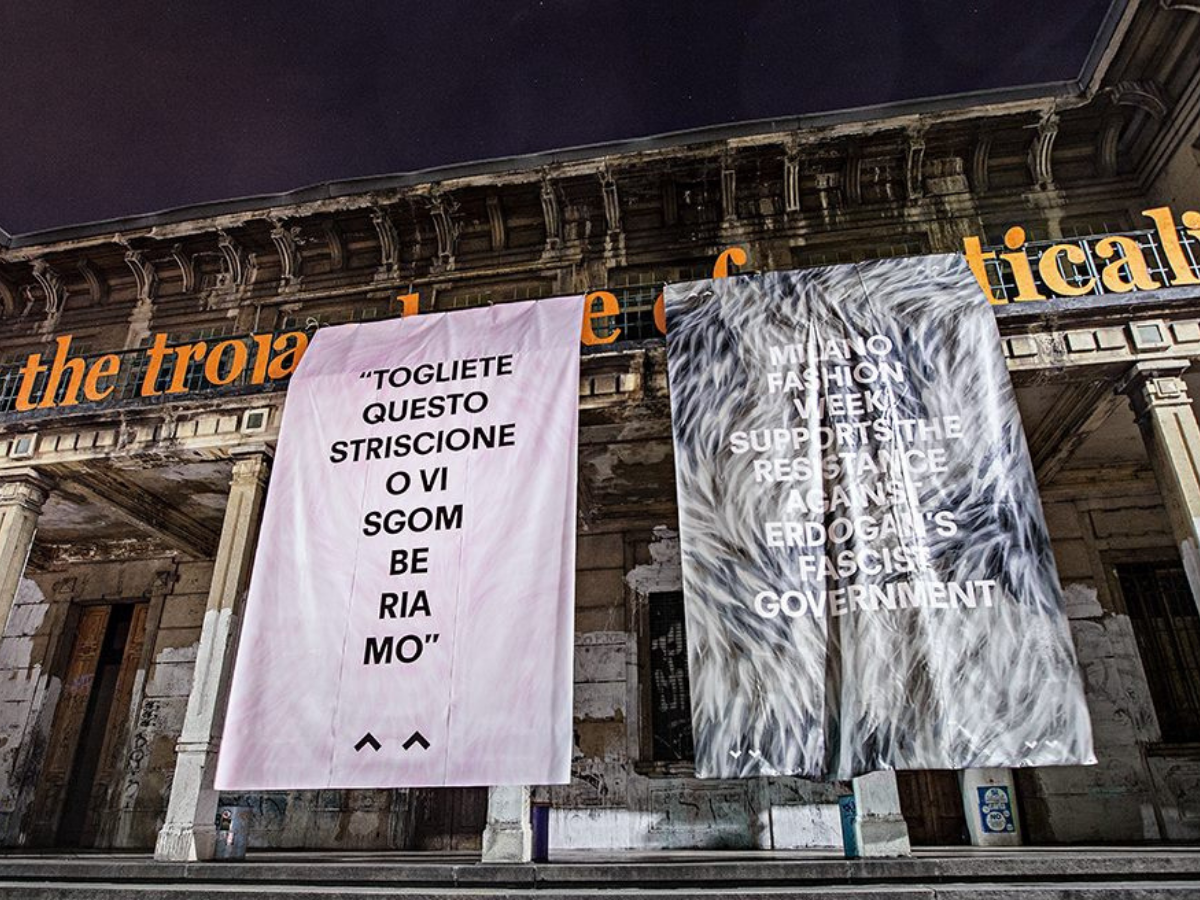 the troja
e
f
tical
"TOGLIETE
QUESTO
STRISCIONE
O VI
SGOM
BE
RIA
MO"
MILANO
FASHION
WEEK
SUPPORTS THE
RESISTANCE
AGAINST
ERDOGAN'S
FASCIST
GOVERNMENT